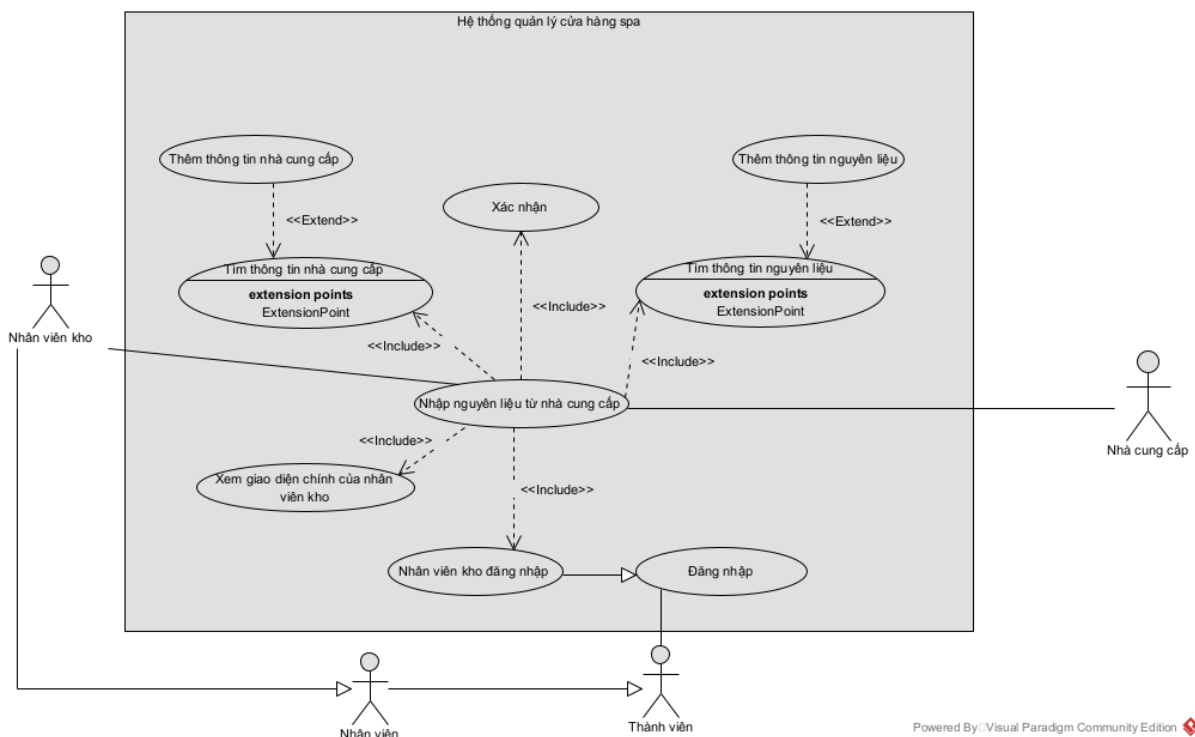 Hệ thống quản lý cửa hàng spa
Thêm thông tin nhà cung cấp
Thêm thông tin nguyên liệu
Xác nhận
<<Extend>>
<<Extend>>
Tìm thông tin nhà cung cấp
extension points
ExtensionPoint
Tìm thông tin nguyên liệu
extension points
ExtensionPoint
<<Include>>
Nhân viên kho
<<Include>>
<<Include>>
Nhập nguyên liệu từ nhà cung cấp
<<Include>>
Nhà cung cấp
Xem giao diện chính của nhân
viên kho
<<Include>>
Nhân viên kho đăng nhập
Đăng nhập
Nhân viên
Thành viên
Powered By Visual Paradigm Community Edition